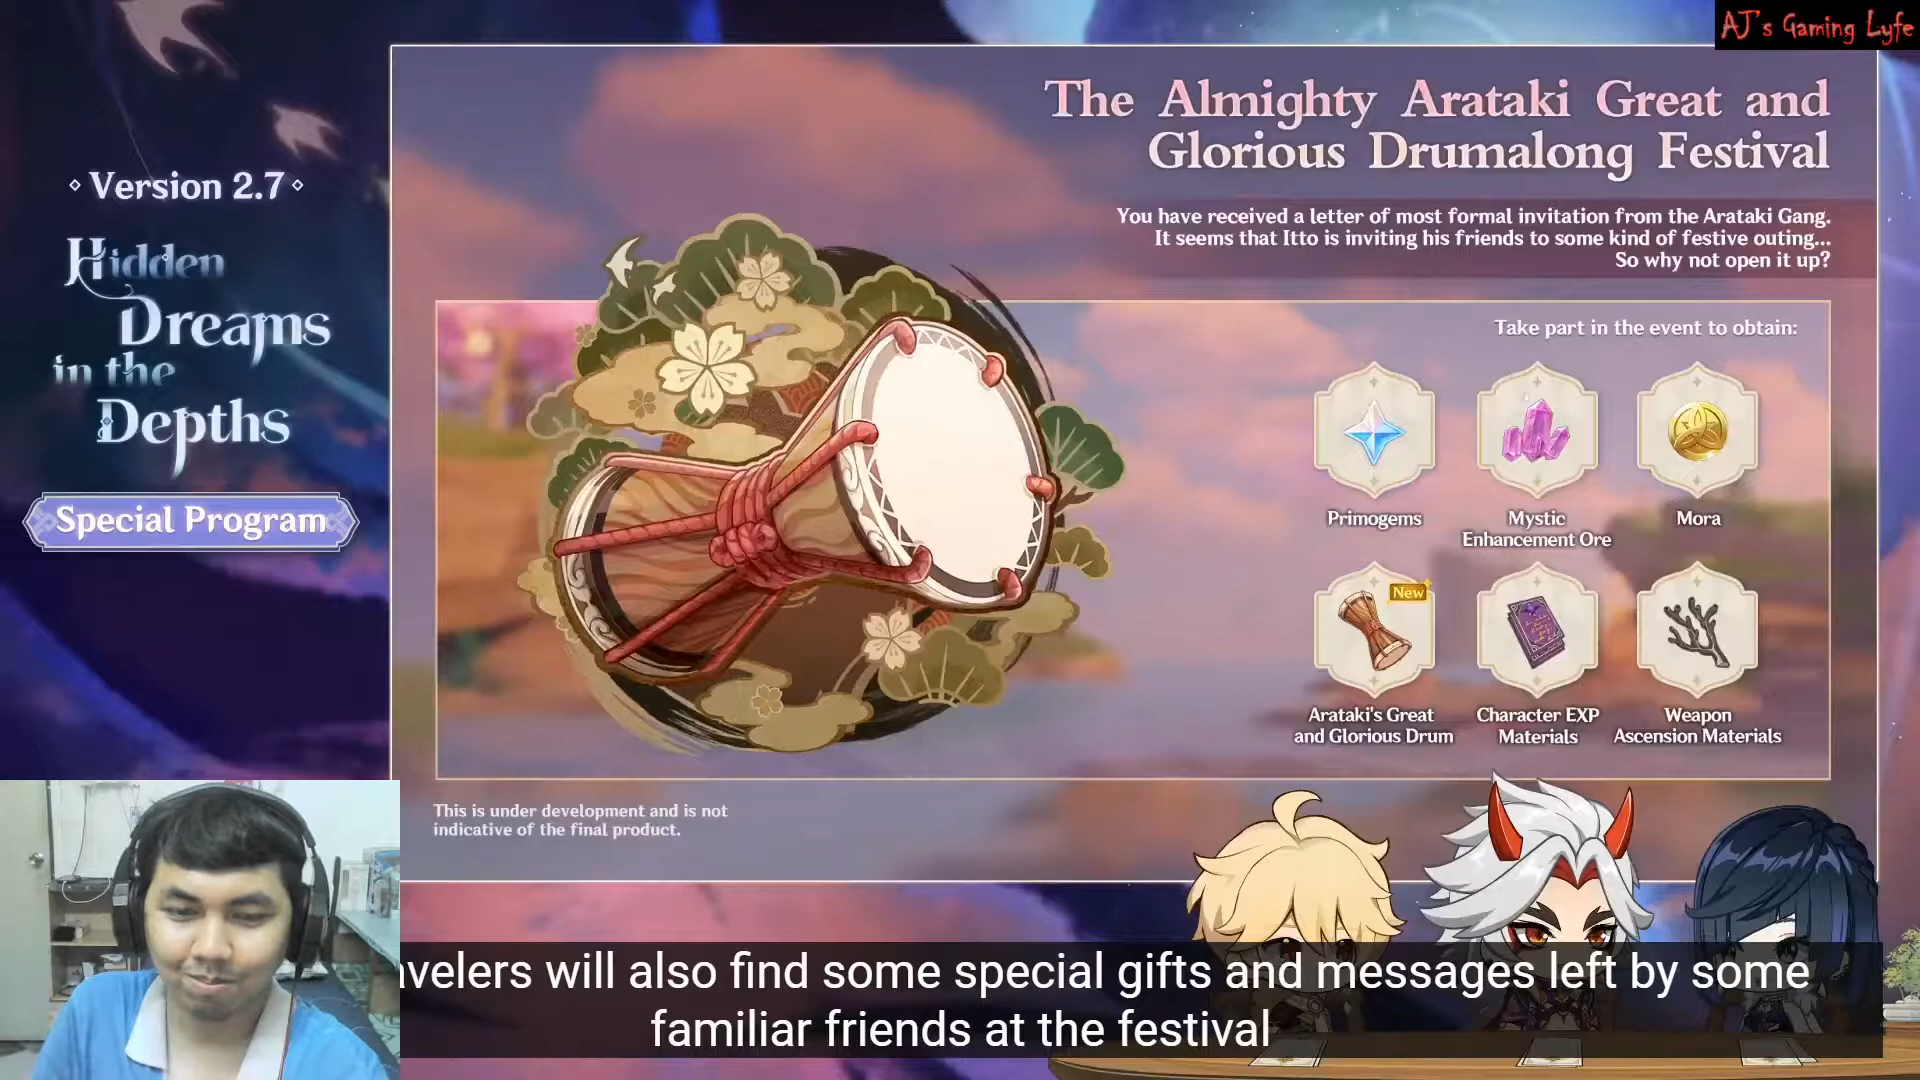 AJ's Gaming Lyfe
The Almighty Arataki Great and
Glorious Drumalong Festival
Version 2.7
Hidden
Dreams
in the
Depths
Special Program
You have received a letter of most formal invitation from the Arataki Gang.
It seems that Itto is inviting his friends to some kind of festive outing...
So why not open it up?
Take part in the event to obtain:
Primogems
Mystic
Enhancement Ore
Mora
New
Arataki's Great
and Glorious Drum
Character EXP
Materials
Weapon
Ascension Materials
This is under development and is not
indicative of the final product.
avelers will also find some special gifts and messages left by some
familiar friends at the festival